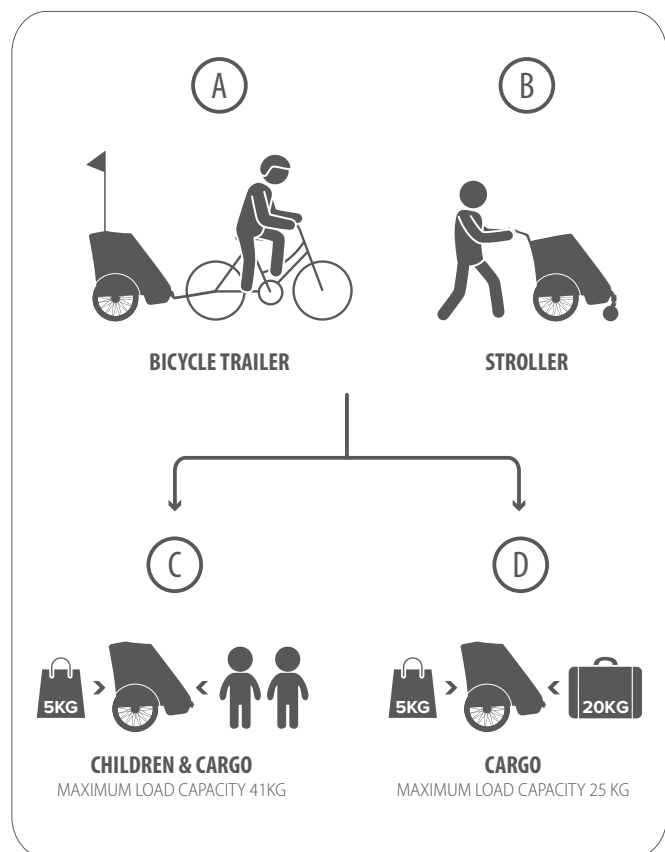 A
B
BICYCLE TRAILER
STROLLER
C
D
5KG
5KG
20KG
CHILDREN & CARGO
MAXIMUM LOAD CAPACITY 41KG
CARGO
MAXIMUM LOAD CAPACITY 25 KG